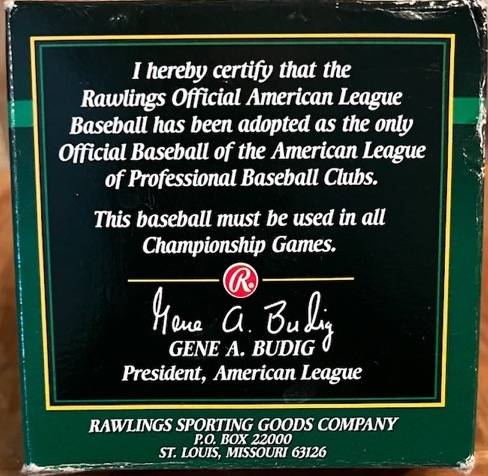 I hereby certify that the
Rawlings Official American League
Baseball has been adopted as the only
Official Baseball of the American League
of Professional Baseball Clubs.
This baseball must be used in all
Championship Games.
R.
Gene A. Budig
GENE A. BUDIG
President, American League
RAWLINGS SPORTING GOODS COMPANY
P.O. BOX 22000
ST. LOUIS, MISSOURI 63126